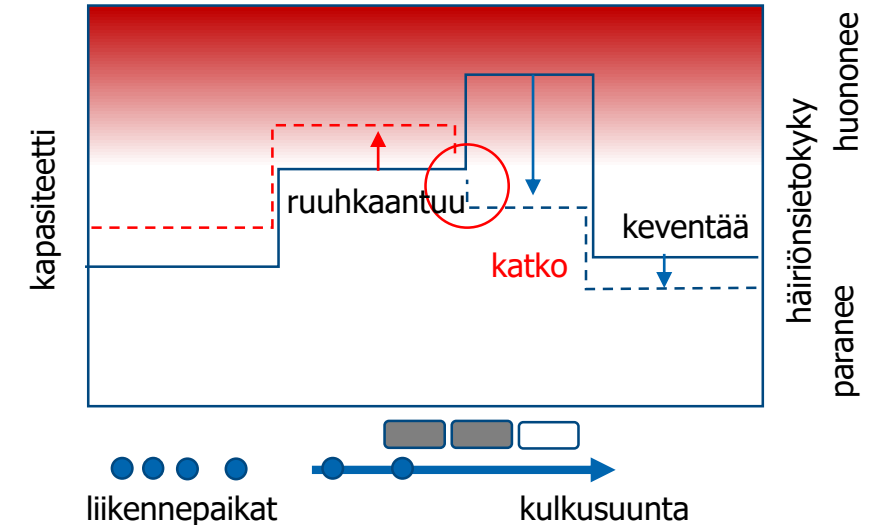 kapasiteetti
ruuhkaantuu
katko
keventää
häiriönsietokyky
huononee
paranee
liikennepaikat
kulkusuunta